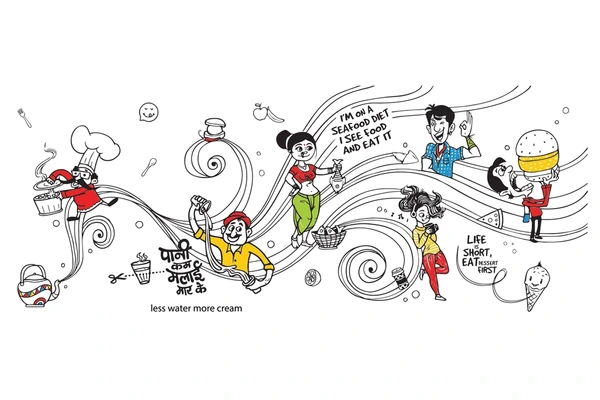 I'M ON A
SEAFOOD DIET
I SEE FOOD
AND EAT IT
पानी
कम
मलाई
मार के
less water more cream
LIFE
IS
SHORT,
EAT DESSERT
FIRST